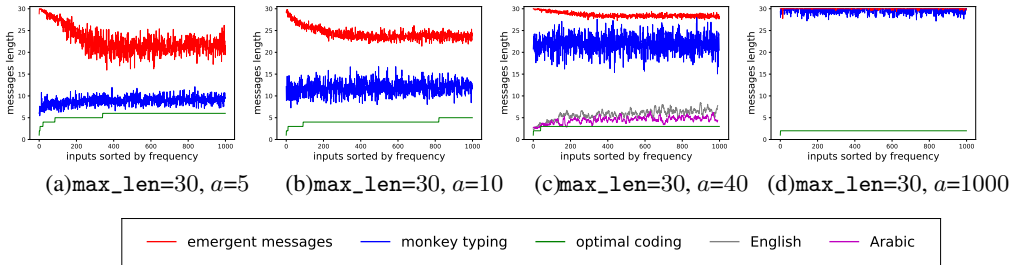 messages length
30
25
20
15
10
5
0
0 200 400 600 800 1000
inputs sorted by frequency
(a)max_len=30, a=5
messages length
30
25
20
15
10
5
0
0 200 400 600 800 1000
inputs sorted by frequency
(b)max_len=30, a=10
messages length
30
25
20
15
10
5
0
0 200 400 600 800 1000
inputs sorted by frequency
(c)max_len=30, a=40
messages length
30
25
20
15
10
5
0
0 200 400 600 800 1000
inputs sorted by frequency
(d)max_len=30, a=1000
emergent messages monkey typing optimal coding English Arabic